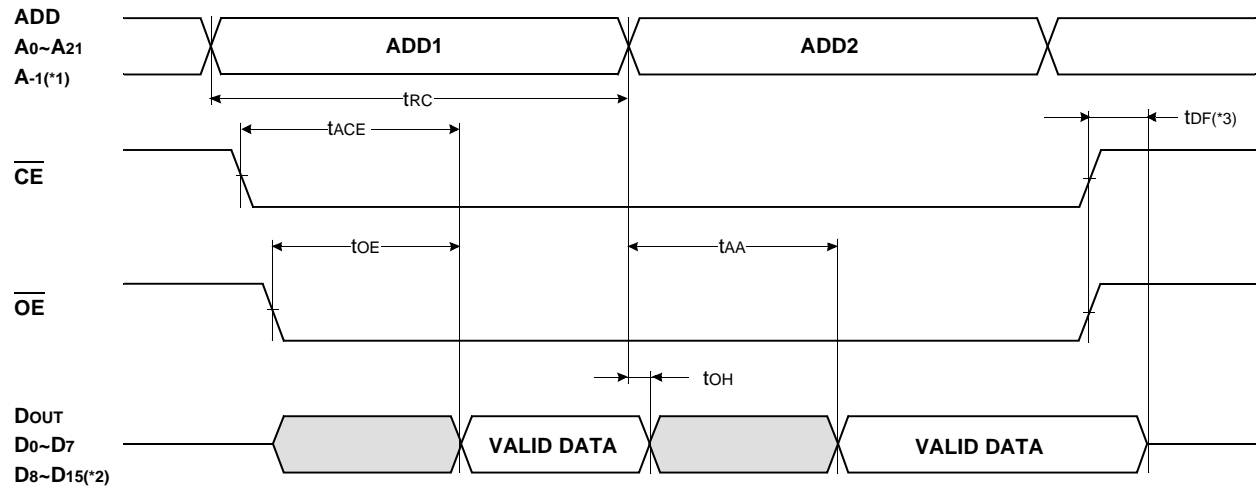 ADD
A0~A21
A-1(*1)
ADD1
ADD2
tRC
tACE
tDF(*3)
CE
tOE
tAA
OE
tOH
DOUT
D0~D7
D8~D15(*2)
VALID DATA
VALID DATA